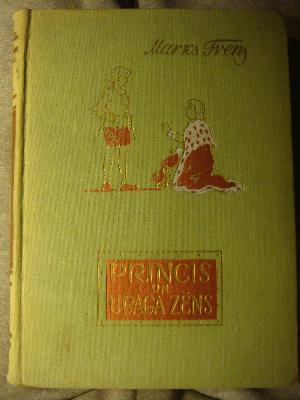 Marks Tvens
PRINCIS
UN
UBAGA ZĒNS